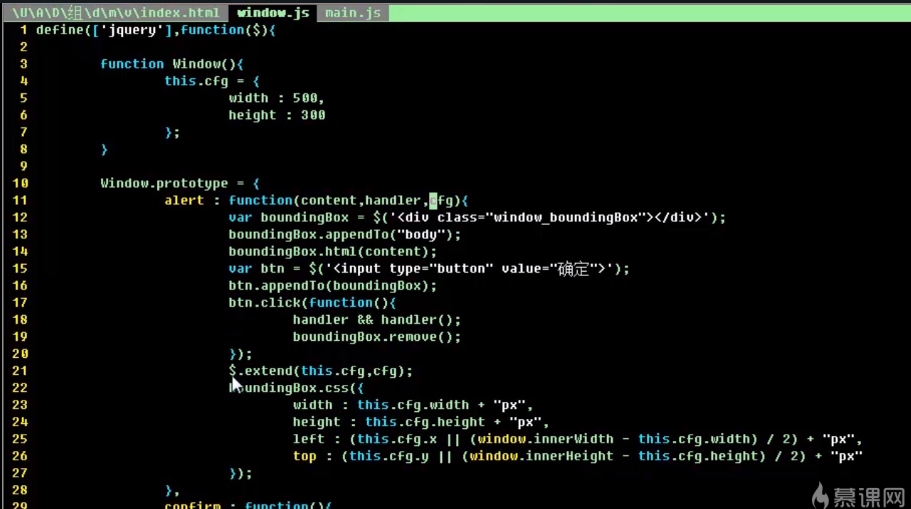 \U\A\D\组\d\m\v\index.html window.js main.js
1 define(['jquery'],function($){
2
3 function Window(){
4 this.cfg = {
5 width : 500,
6 height : 300
7 };
8 }
9
10 Window.prototype = {
11 alert : function(content,handler,cfg){
12 var boundingBox = $('<div class="window_boundingBox"></div>');
13 boundingBox.appendTo("body");
14 boundingBox.html(content);
15 var btn = $('<input type="button" value="确定">');
16 btn.appendTo(boundingBox);
17 btn.click(function(){
18 handler && handler();
19 boundingBox.remove();
20 });
21 $.extend(this.cfg,cfg);
22 boundingBox.css({
23 width : this.cfg.width + "px",
24 height : this.cfg.height + "px",
25 left : (this.cfg.x || (window.innerWidth - this.cfg.width) / 2) + "px",
26 top : (this.cfg.y || (window.innerHeight - this.cfg.height) / 2) + "px"
27 });
28 },
29 confirm : function(){
慕课网